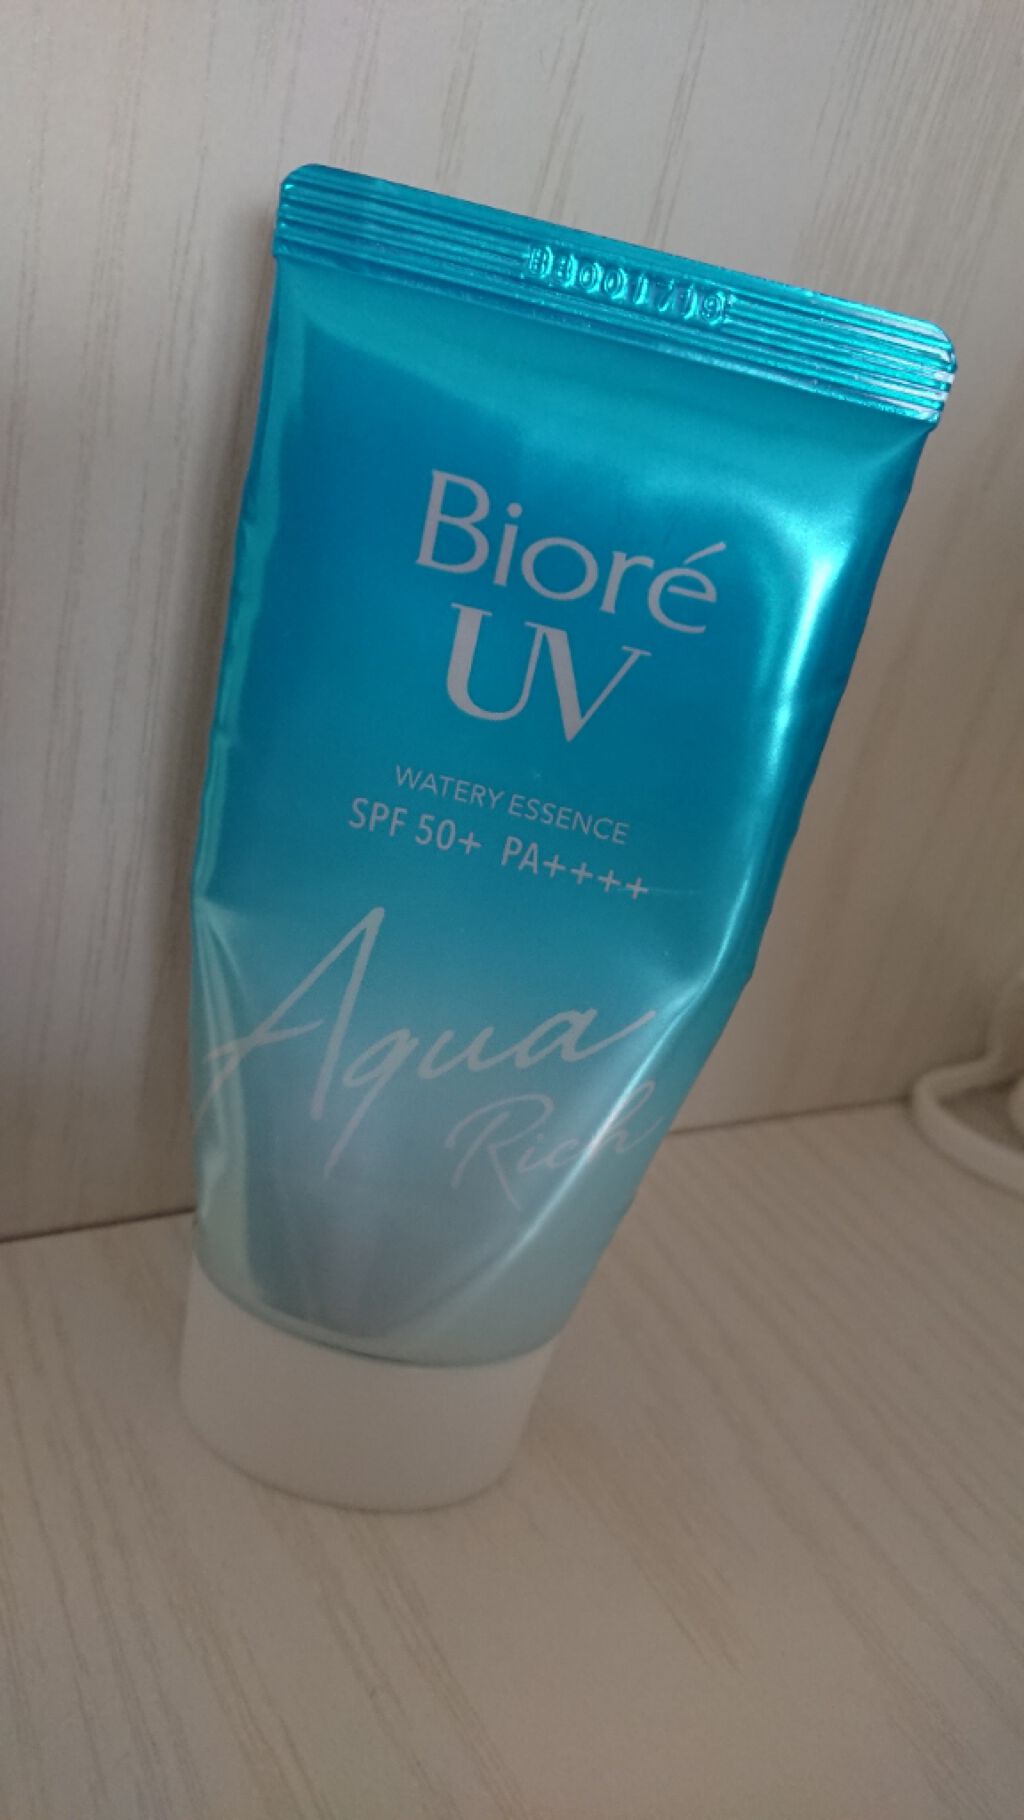 Bioré
UV
WATERY ESSENCE
SPF 50+ PA++++
Aqua
Rich